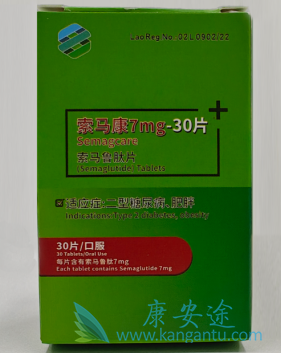 Lao Reg No: 02 L 0902/22
索马康7mg-30片
Semagcare
索马鲁肽片
(Semaglutide, Tablets)
适应症:二型糖尿病、肥胖
Indications: type 2 diabetes, obesity
30片/口服
30 Tablets/Oral Use
每片含有索马鲁肽7mg
Each tablet contains Semaglutide 7mg
康安途
www.kangantu.com